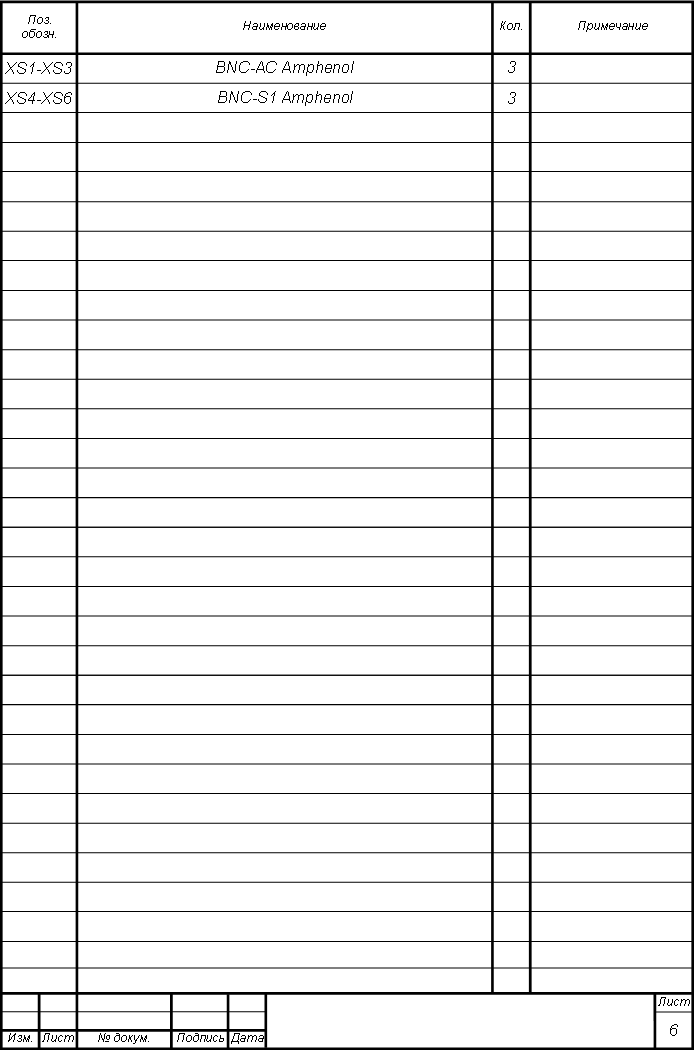 Поз. обозн. Наименование Кол. Примечание
XS1-XS3 BNC-AC Amphenol 3
XS4-XS6 BNC-S1 Amphenol 3
Лист
6
Изм. Лист № докум. Подпись Дата